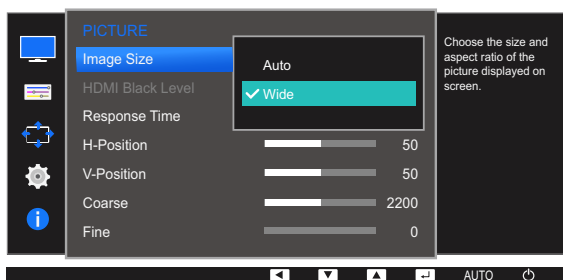 PICTURE
Image Size
Auto
Choose the size and
aspect ratio of the
picture displayed on
screen.
HDMI Black Level
Wide
Response Time
H-Position 50
V-Position 50
Coarse 2200
Fine 0
AUTO